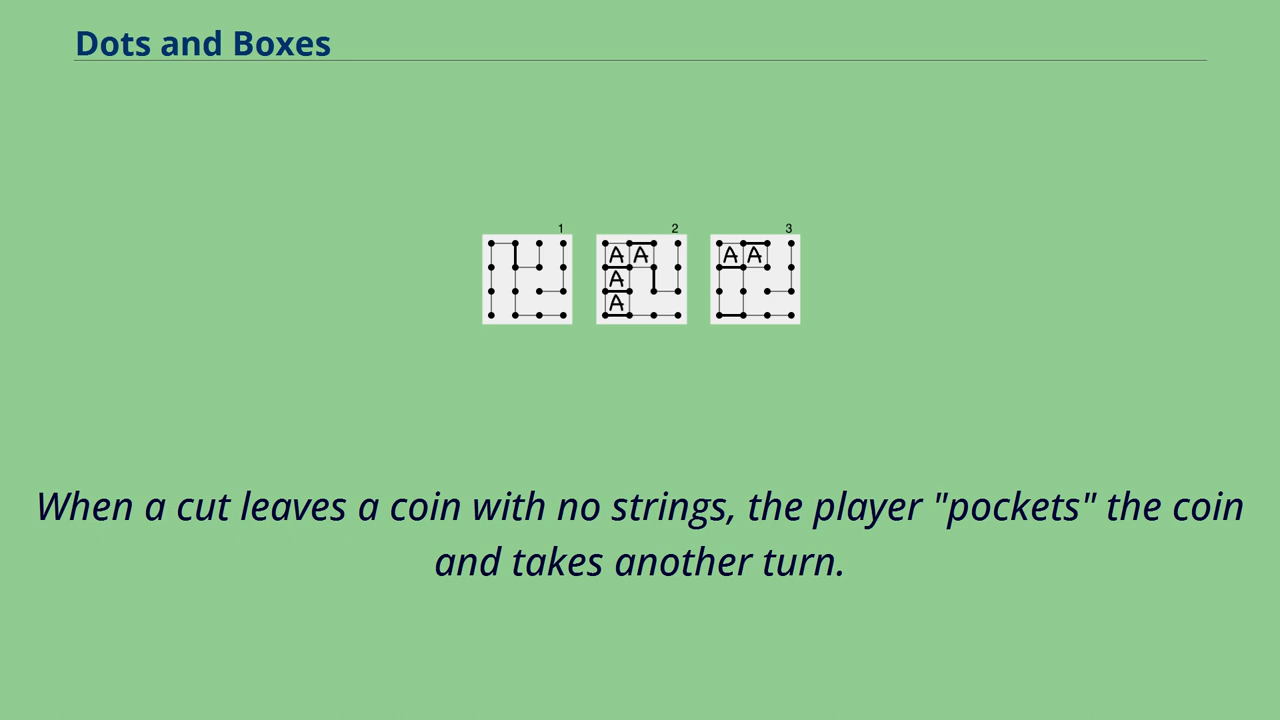 Dots and Boxes
1 2 3
A A A A
A
A
When a cut leaves a coin with no strings, the player "pockets" the coin
and takes another turn.